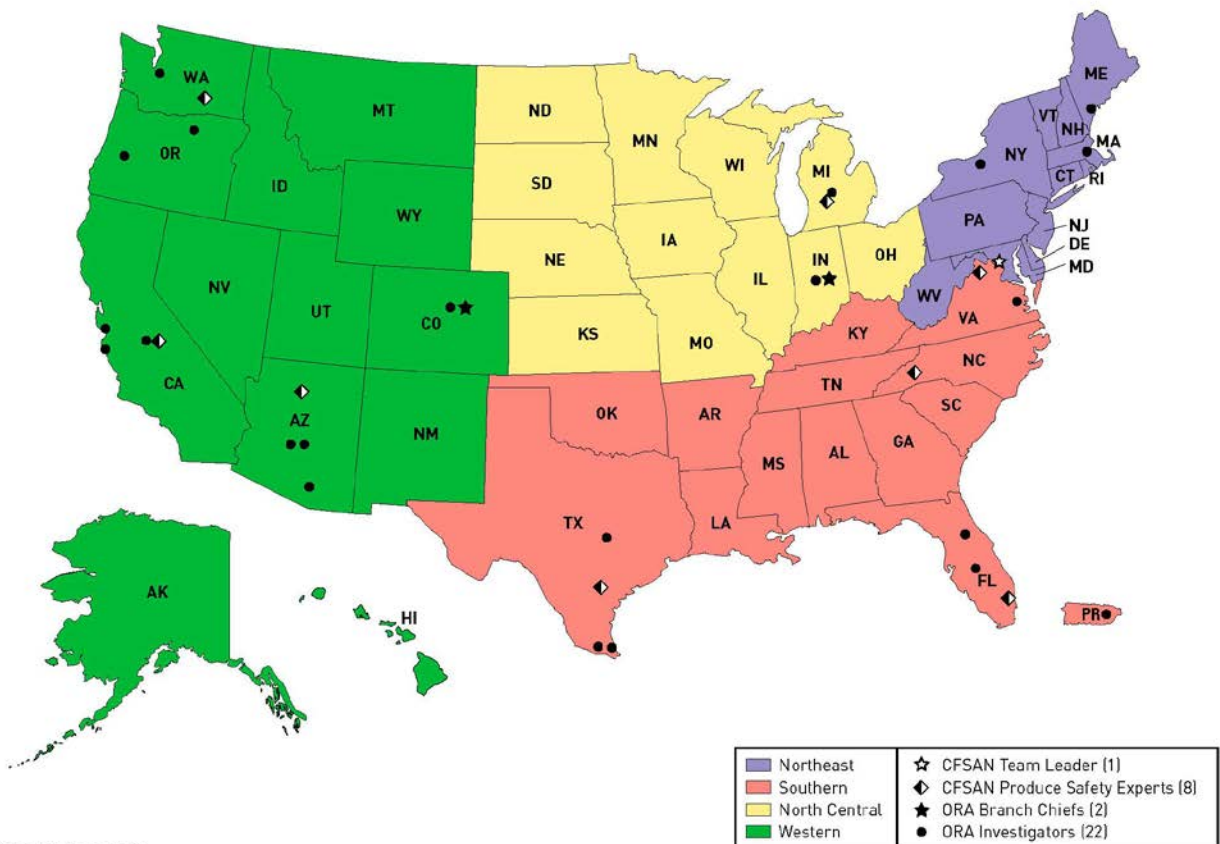 WA
MT
ND
MN
ME
VT
NH
OR
ID
WY
SD
WI
MI
NY
MA
CT
RI
NE
IA
PA
NJ
DE
MD
NV
UT
CO
KS
MO
IL
IN
OH
WV
VA
KY
CA
AZ
NM
OK
AR
TN
NC
SC
TX
LA
MS
AL
GA
FL
PR
AK
HI
Northeast
Southern
North Central
Western
CFSAN Team Leader (1)
CFSAN Produce Safety Experts (8)
ORA Branch Chiefs (2)
ORA Investigators (22)